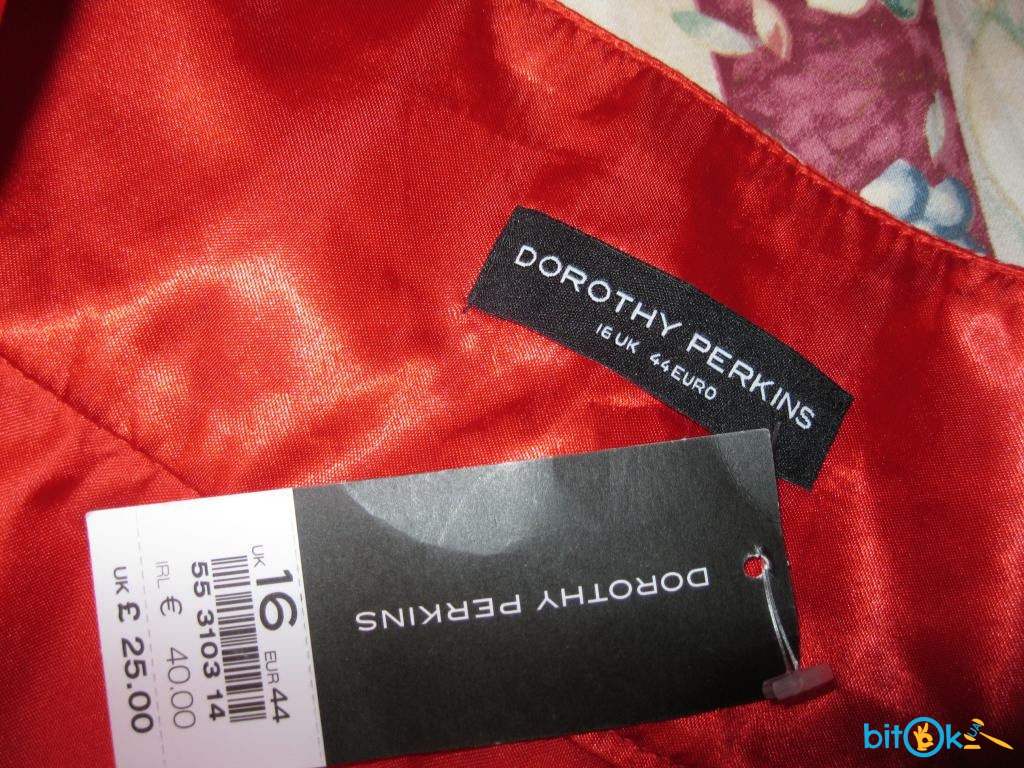 DOROTHY PERKINS
16 UK 44 EURO
DOROTHY PERKINS
UK 16 EUR 44
55 3103 14
IRL € 40.00
UK £ 25.00
bitOk.UA